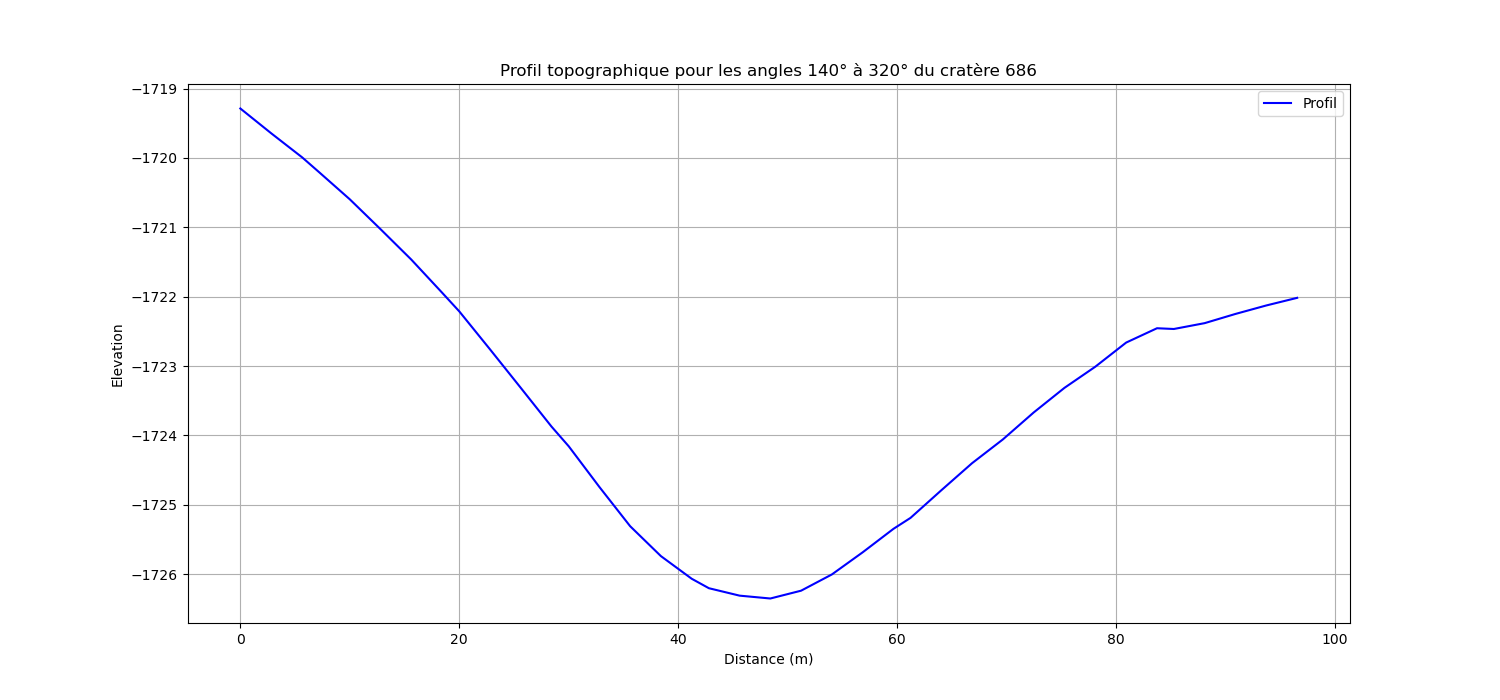 Profil topographique pour les angles 140° à 320° du cratère 686
Profil
−1719
−1720
−1721
−1722
−1723
−1724
−1725
−1726
Elevation
0 20 40 60 80 100
Distance (m)